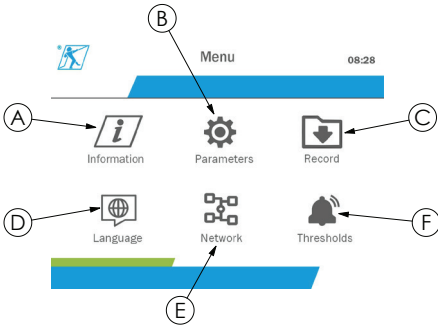 B
Menu 08:28
A C
Information Parameters Record
D F
Language Network Thresholds
E